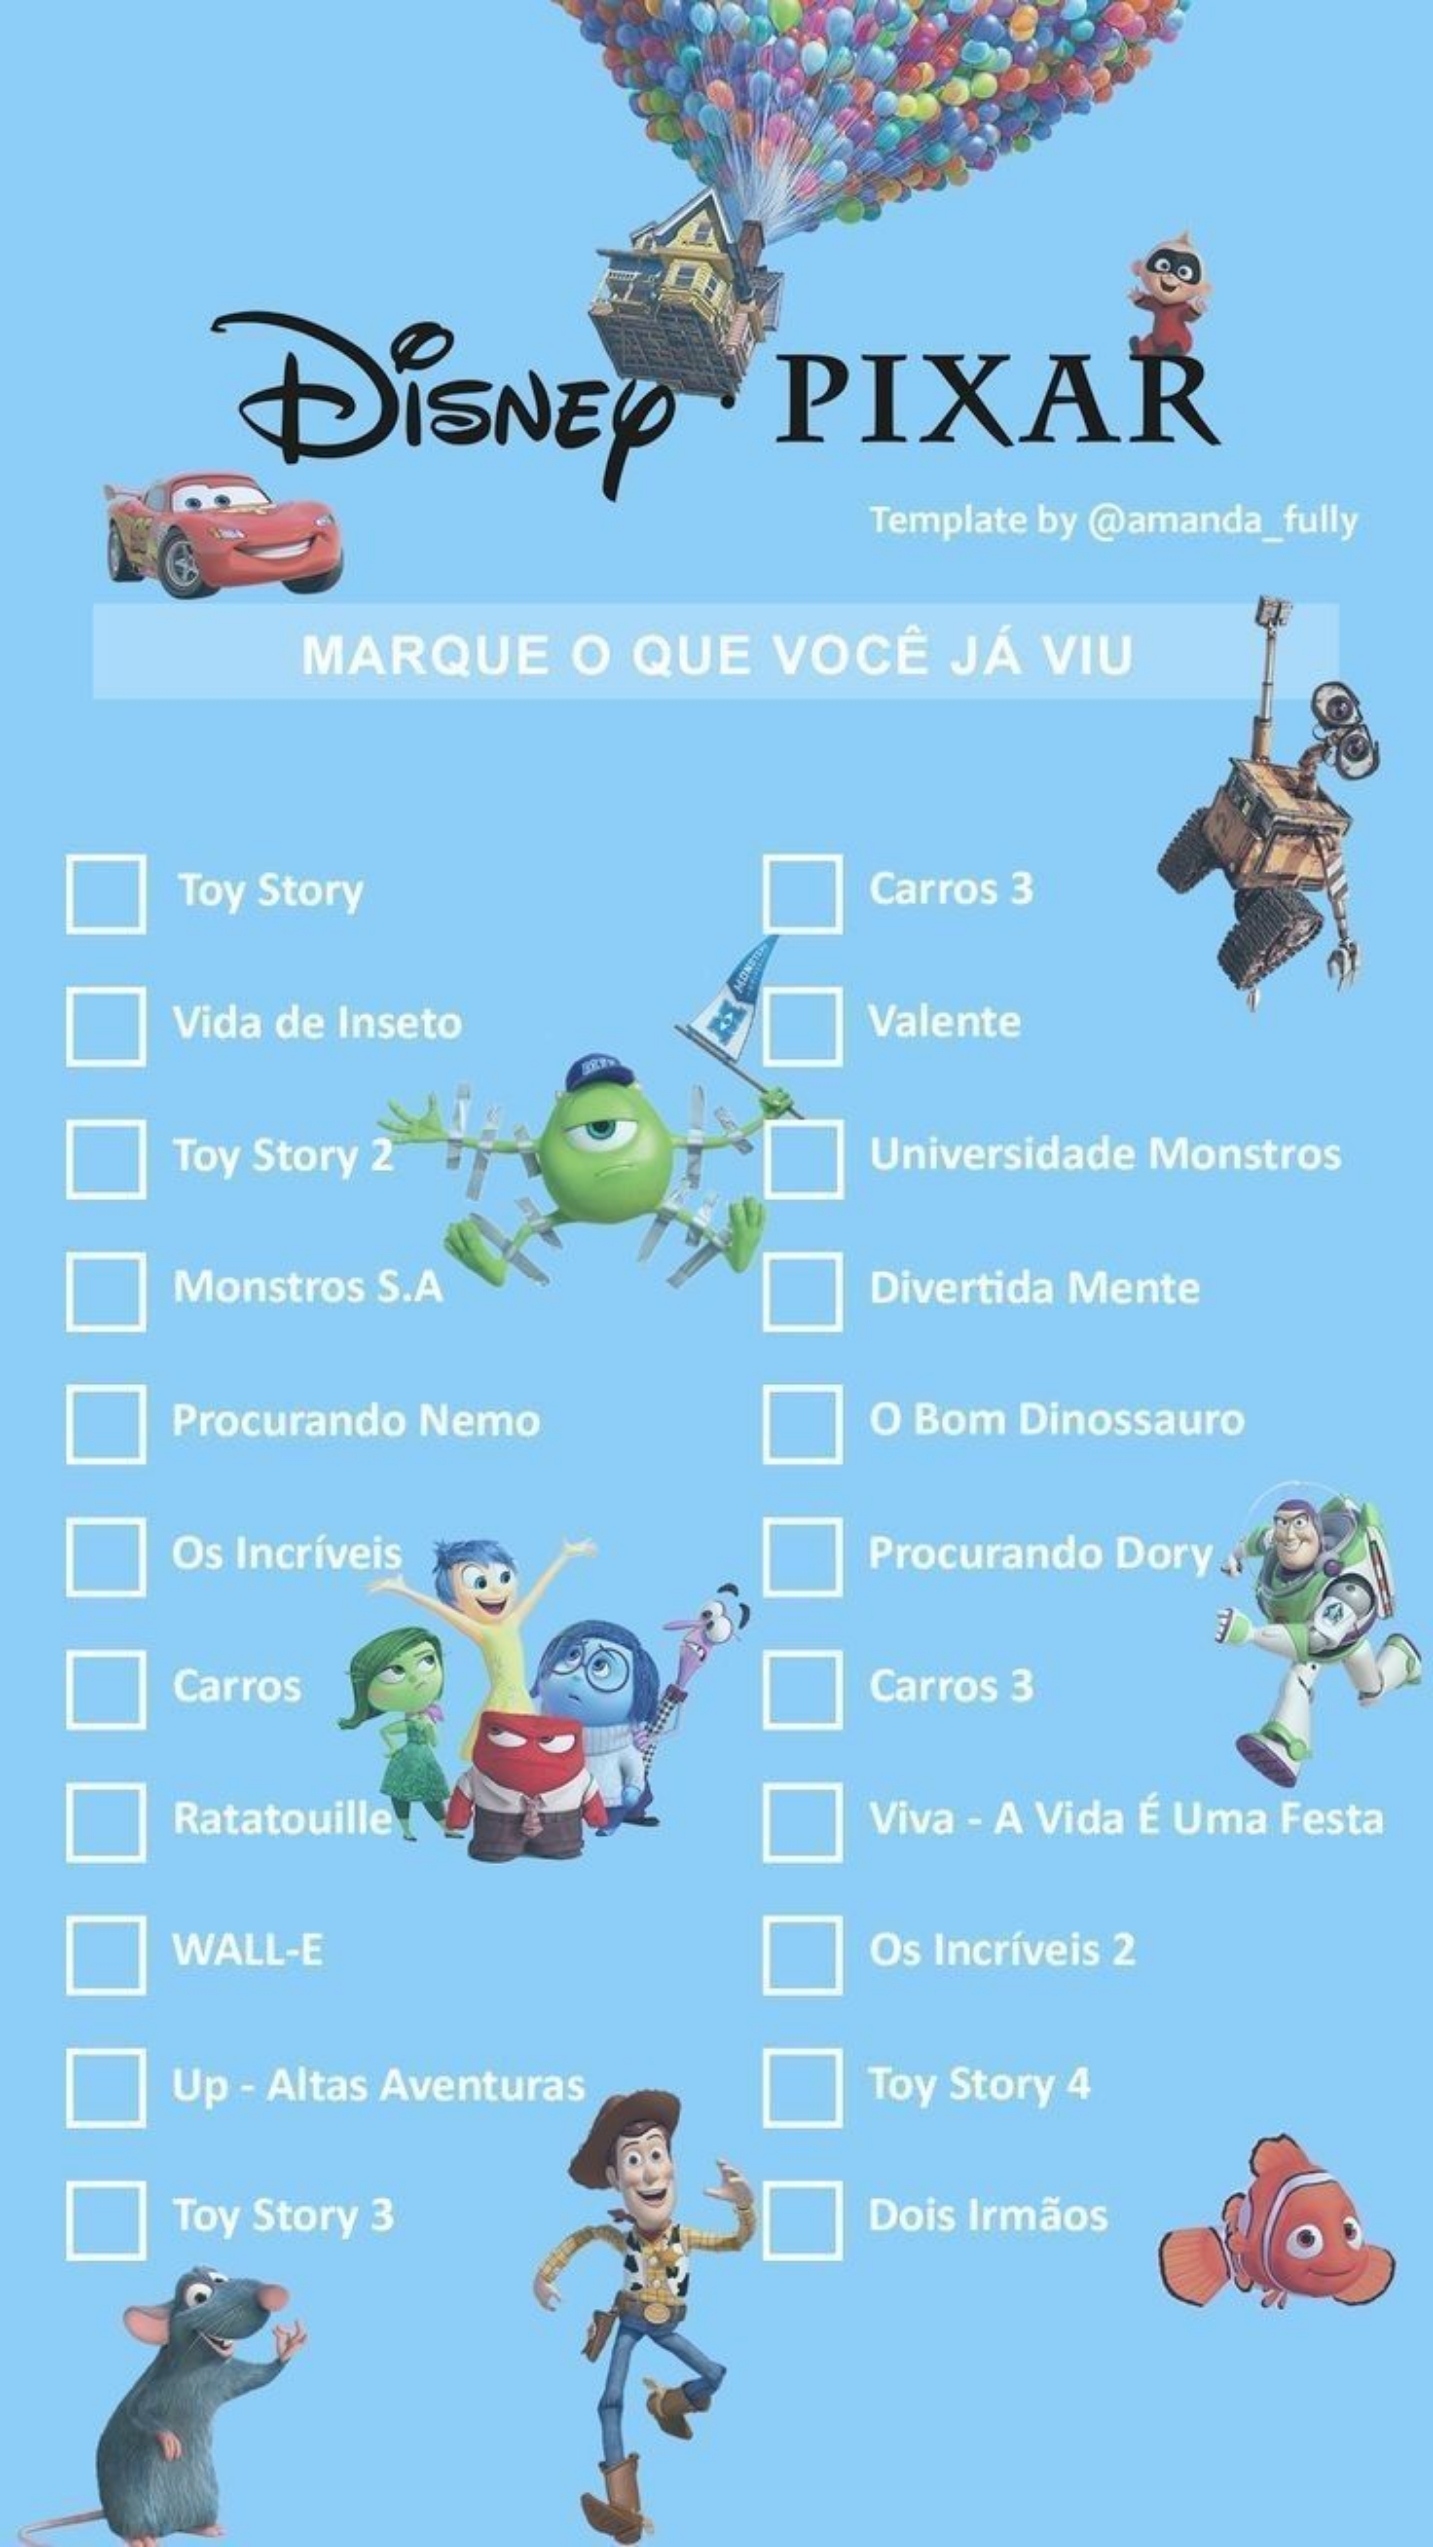 DISNEY · PIXAR
Template by @amanda_fully
MARQUE O QUE VOCÊ JÁ VIU
Toy Story
Vida de Inseto
Toy Story 2
Monstros S.A
Procurando Nemo
Os Incríveis
Carros
Ratatouille
WALL-E
Up - Altas Aventuras
Toy Story 3
Carros 3
Valente
Universidade Monstros
Divertida Mente
O Bom Dinossauro
Procurando Dory
Carros 3
Viva - A Vida É Uma Festa
Os Incríveis 2
Toy Story 4
Dois Irmãos